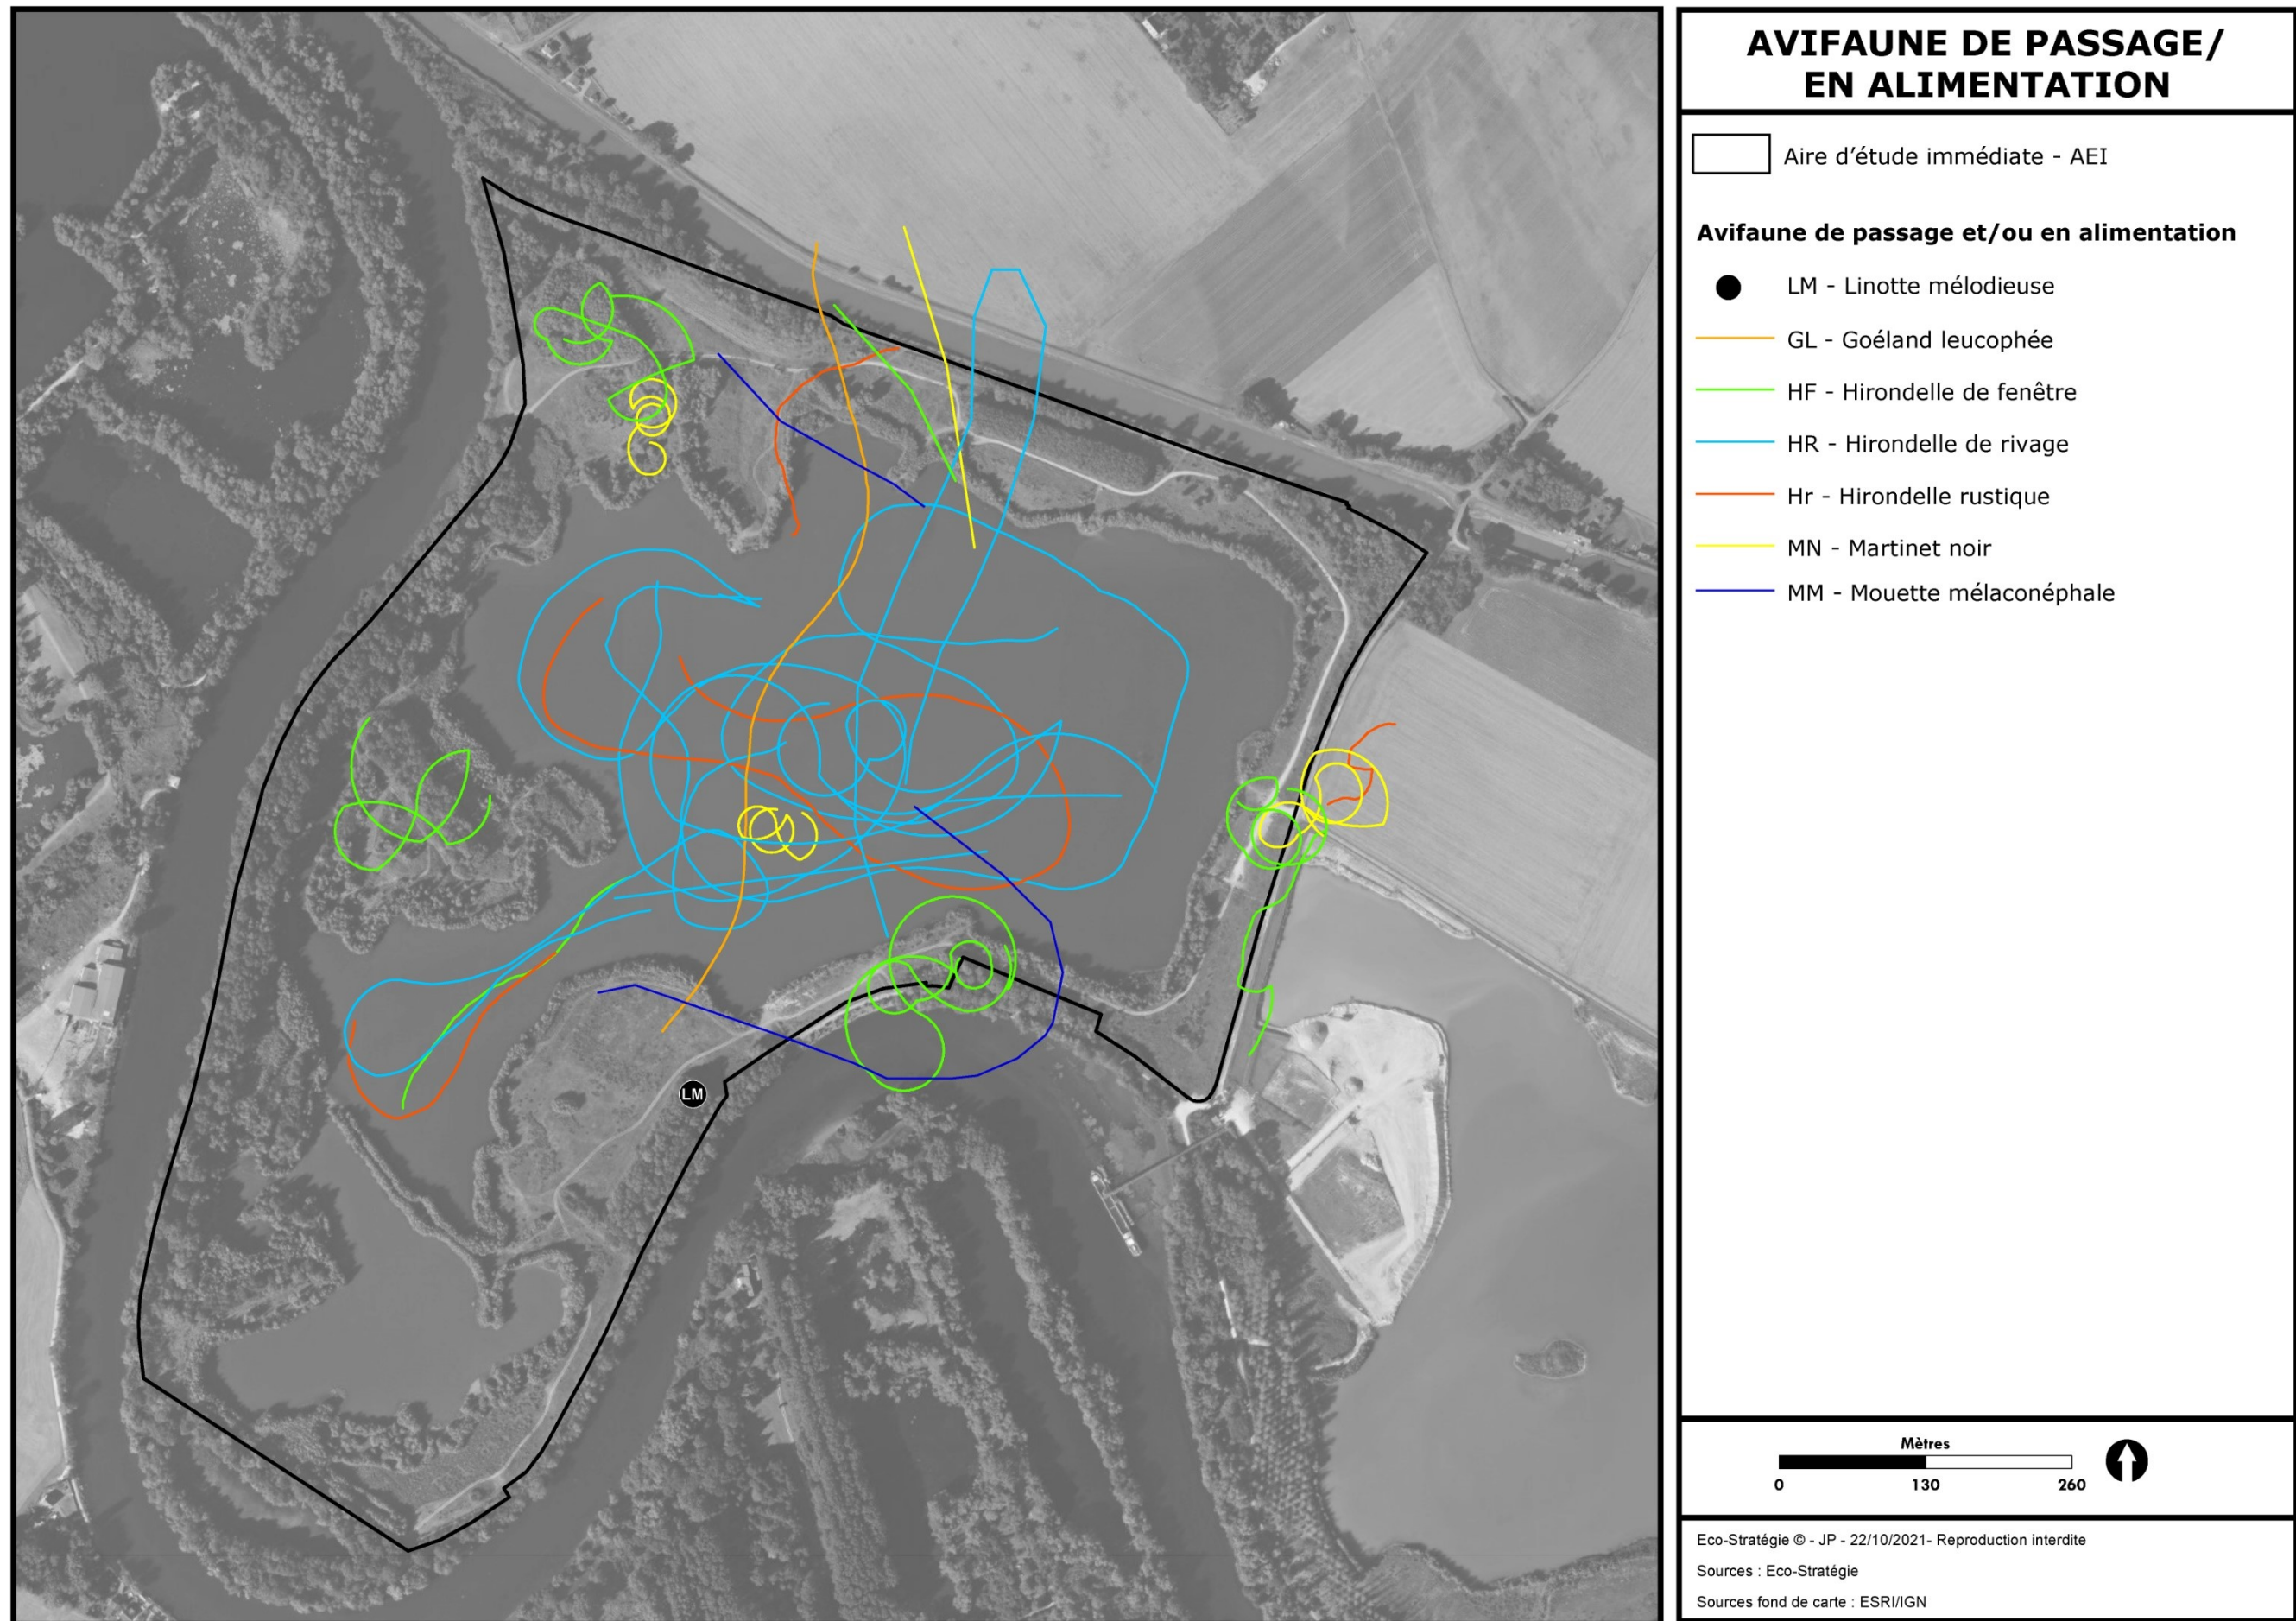 AVIFAUNE DE PASSAGE/
EN ALIMENTATION
Aire d'étude immédiate - AEI
Avifaune de passage et/ou en alimentation
LM - Linotte mélodieuse
GL - Goéland leucophée
HF - Hirondelle de fenêtre
HR - Hirondelle de rivage
Hr - Hirondelle rustique
MN - Martinet noir
MM - Mouette mélaconéphale
LM
Mètres
0 130 260
Eco-Stratégie © - JP - 22/10/2021- Reproduction interdite
Sources : Eco-Stratégie
Sources fond de carte : ESRI/IGN